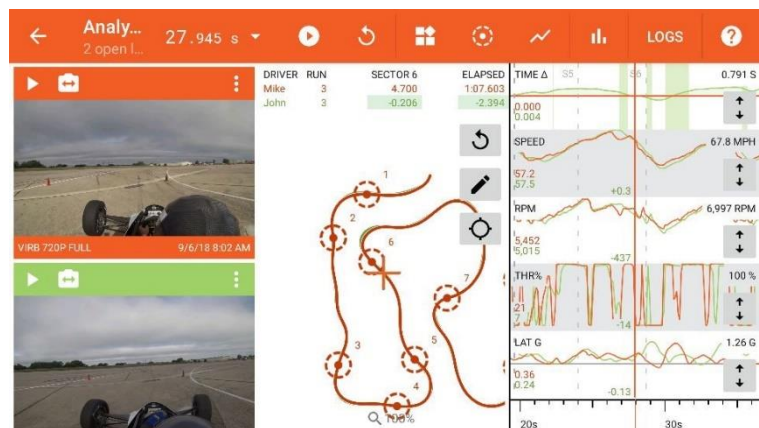 Analy...
2 open l...
27.945 s
LOGS
?
VIRB 720P FULL 9/6/18 8:02 AM
DRIVER RUN SECTOR 6 ELAPSED
Mike 3 4.700 1:07.603
John 3 -0.206 -2.394
1
2
6
7
3
5
4
100%
TIME Δ S5 S6 0.791 S
0.000
0.004
SPEED 67.8 MPH
57.2
57.5
+0.3
RPM 6,997 RPM
5,452
5,015
-437
THR% 100 %
21
7
-14
LAT G 1.26 G
0.36
0.24
-0.13
20s 30s